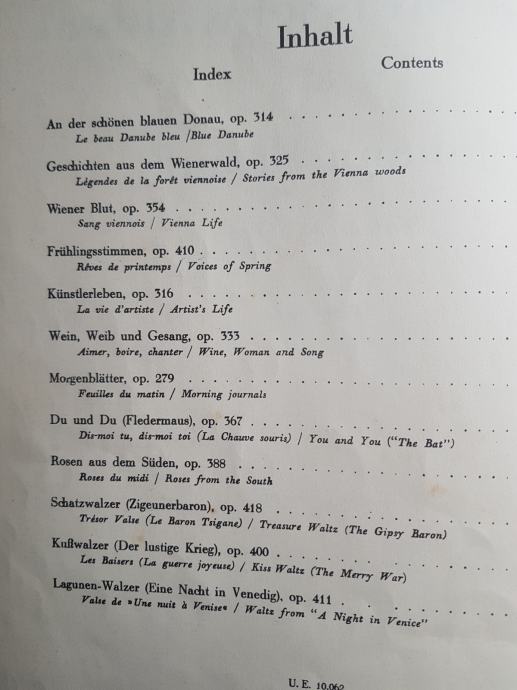 Inhalt
Index Contents
An der schönen blauen Donau, op. 314 . . . . . . . . . . . .
Le beau Danube bleu /Blue Danube
Geschichten aus dem Wienerwald, op. 325 . . . . . . . . . . . .
Légendes de la forêt viennoise / Stories from the Vienna woods
Wiener Blut, op. 354 . . . . . . . . . . . .
Sang viennois / Vienna Life
Frühlingsstimmen, op. 410 . . . . . . . . . . . .
Rêves de printemps / Voices of Spring
Künstlerleben, op. 316 . . . . . . . . . . . .
La vie d'artiste / Artist's Life
Wein, Weib und Gesang, op. 333 . . . . . . . . . . . .
Aimer, boire, chanter / Wine, Woman and Song
Morgenblätter, op. 279 . . . . . . . . . . . .
Feuilles du matin / Morning journals
Du und Du (Fledermaus), op. 367 . . . . . . . . . . . .
Dis-moi tu, dis-moi toi (La Chauve souris) / You and You ("The Bat")
Rosen aus dem Süden, op. 388 . . . . . . . . . . . .
Roses du midi / Roses from the South
Schatzwalzer (Zigeunerbaron), op. 418 . . . . . . . . . . . .
Trésor Valse (Le Baron Tsigane) / Treasure Waltz (The Gipsy Baron)
Kußwalzer (Der lustige Krieg), op. 400 . . . . . . . . . . . .
Les Baisers (La guerre joyeuse) / Kiss Waltz (The Merry War)
Lagunen-Walzer (Eine Nacht in Venedig), op. 411 . . . . . . . . .
Valse de »Une nuit à Venise« / Waltz from "A Night in Venice"
U. E. 10.062